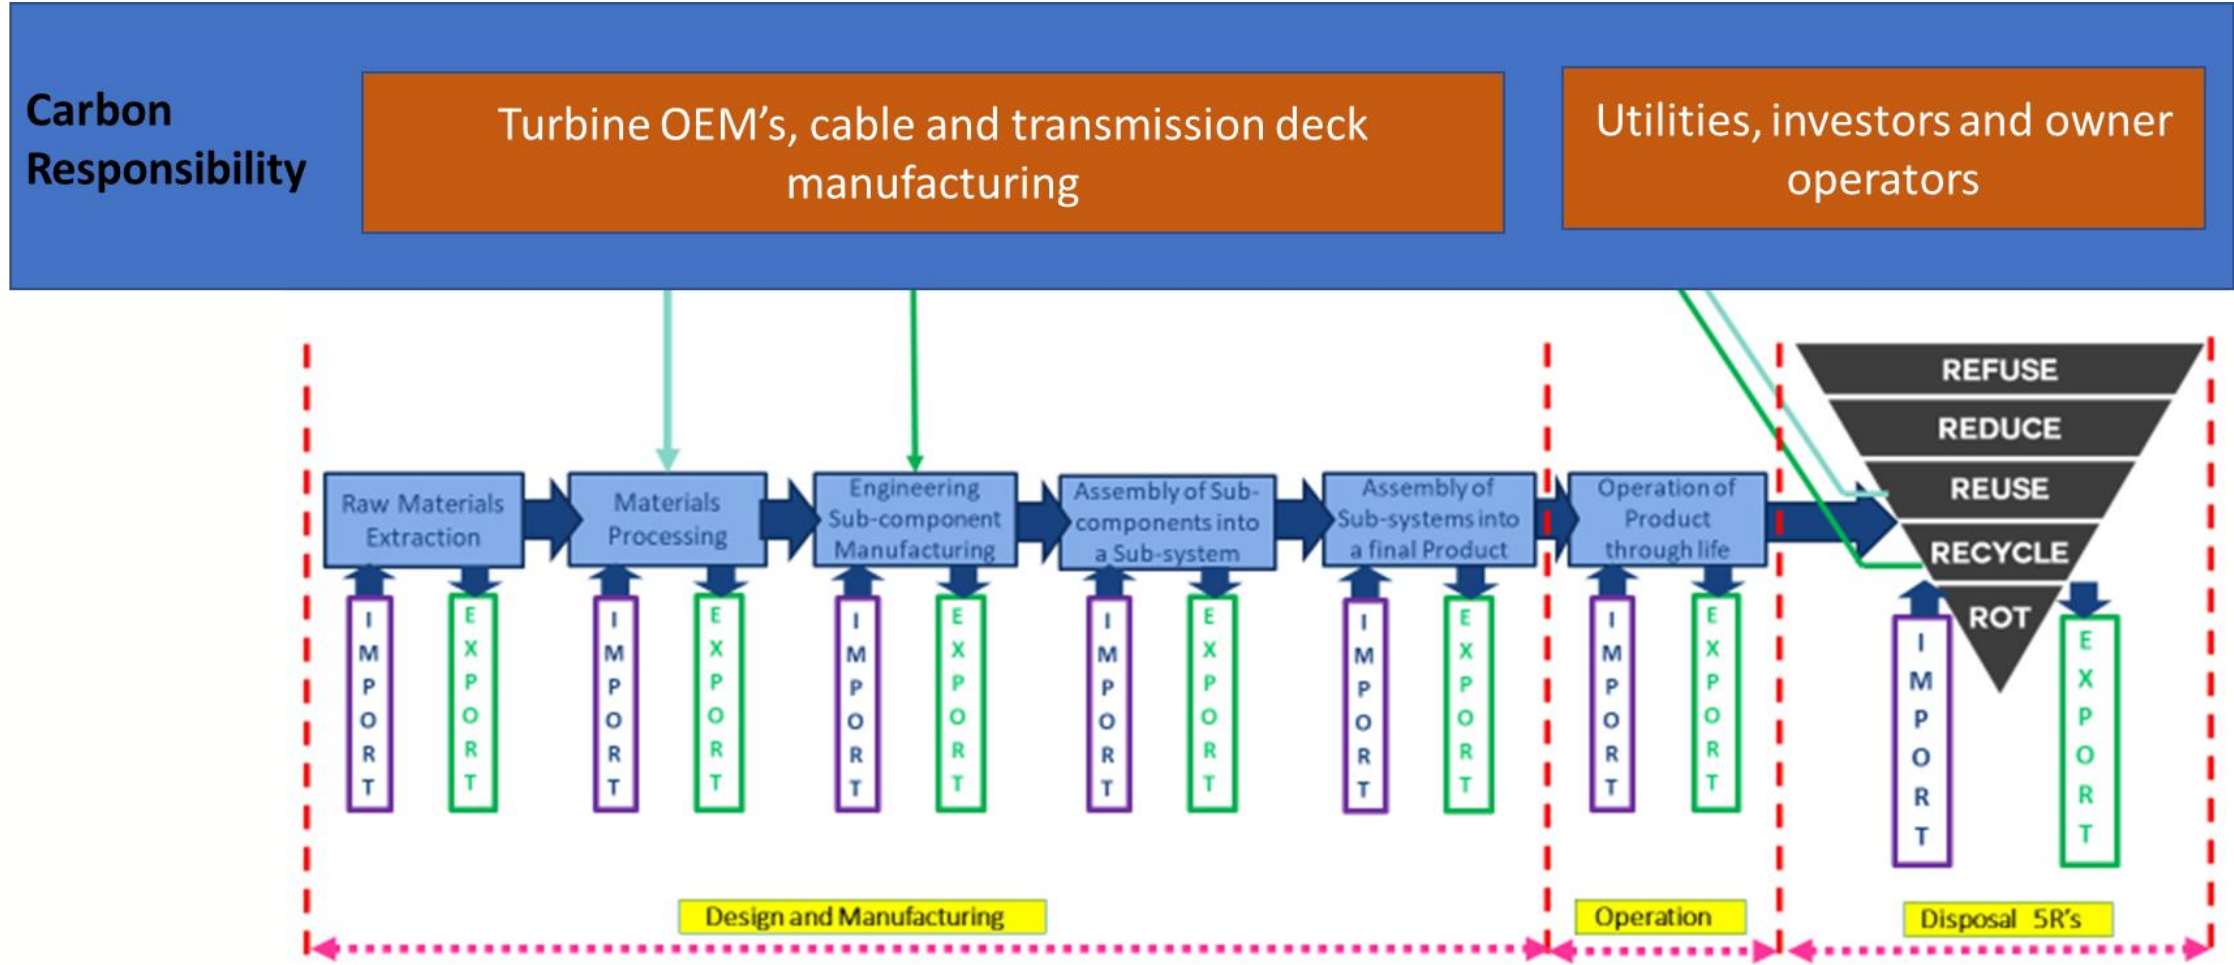 Carbon
Responsibility
Turbine OEM's, cable and transmission deck
manufacturing
Utilities, investors and owner
operators
REFUSE
REDUCE
REUSE
RECYCLE
ROT
Raw Materials
Extraction
Materials
Processing
Engineering
Sub-component
Manufacturing
Assembly of Sub-
components into
a Sub-system
Assembly of
Sub-systems into
a final Product
Operation of
Product
through life
IMPORT
EXPORT
IMPORT
EXPORT
IMPORT
EXPORT
IMPORT
EXPORT
IMPORT
EXPORT
IMPORT
EXPORT
IMPORT
EXPORT
Design and Manufacturing
Operation
Disposal 5R's